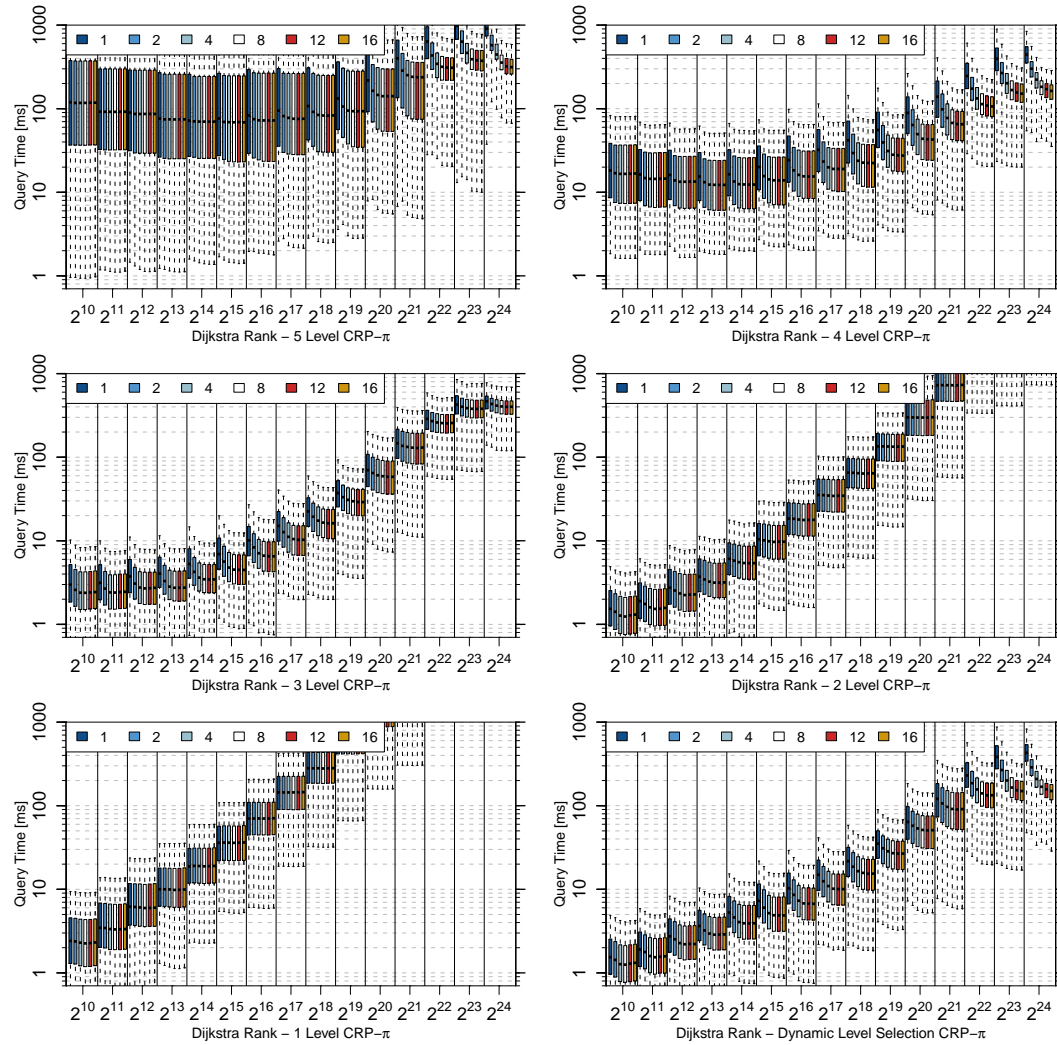 1 2 4 8 12 16
Query Time [ms]
1000
100
10
1
2^10 2^11 2^12 2^13 2^14 2^15 2^16 2^17 2^18 2^19 2^20 2^21 2^22 2^23 2^24
Dijkstra Rank − 5 Level CRP−π
1 2 4 8 12 16
Query Time [ms]
1000
100
10
1
2^10 2^11 2^12 2^13 2^14 2^15 2^16 2^17 2^18 2^19 2^20 2^21 2^22 2^23 2^24
Dijkstra Rank − 4 Level CRP−π
1 2 4 8 12 16
Query Time [ms]
1000
100
10
1
2^10 2^11 2^12 2^13 2^14 2^15 2^16 2^17 2^18 2^19 2^20 2^21 2^22 2^23 2^24
Dijkstra Rank − 3 Level CRP−π
1 2 4 8 12 16
Query Time [ms]
1000
100
10
1
2^10 2^11 2^12 2^13 2^14 2^15 2^16 2^17 2^18 2^19 2^20 2^21 2^22 2^23 2^24
Dijkstra Rank − 2 Level CRP−π
1 2 4 8 12 16
Query Time [ms]
1000
100
10
1
2^10 2^11 2^12 2^13 2^14 2^15 2^16 2^17 2^18 2^19 2^20 2^21 2^22 2^23 2^24
Dijkstra Rank − 1 Level CRP−π
1 2 4 8 12 16
Query Time [ms]
1000
100
10
1
2^10 2^11 2^12 2^13 2^14 2^15 2^16 2^17 2^18 2^19 2^20 2^21 2^22 2^23 2^24
Dijkstra Rank − Dynamic Level Selection CRP−π